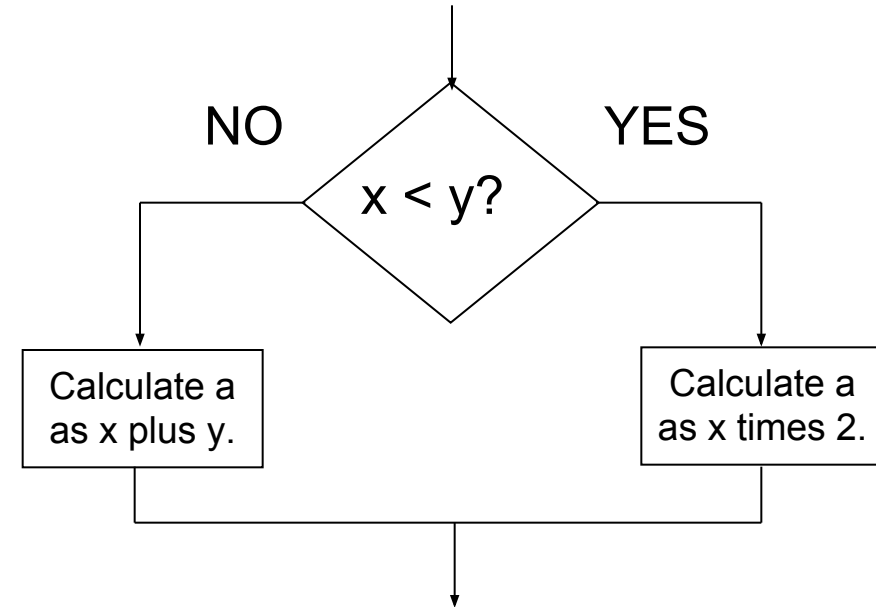 NO
YES
x < y?
Calculate a
as x plus y.
Calculate a
as x times 2.